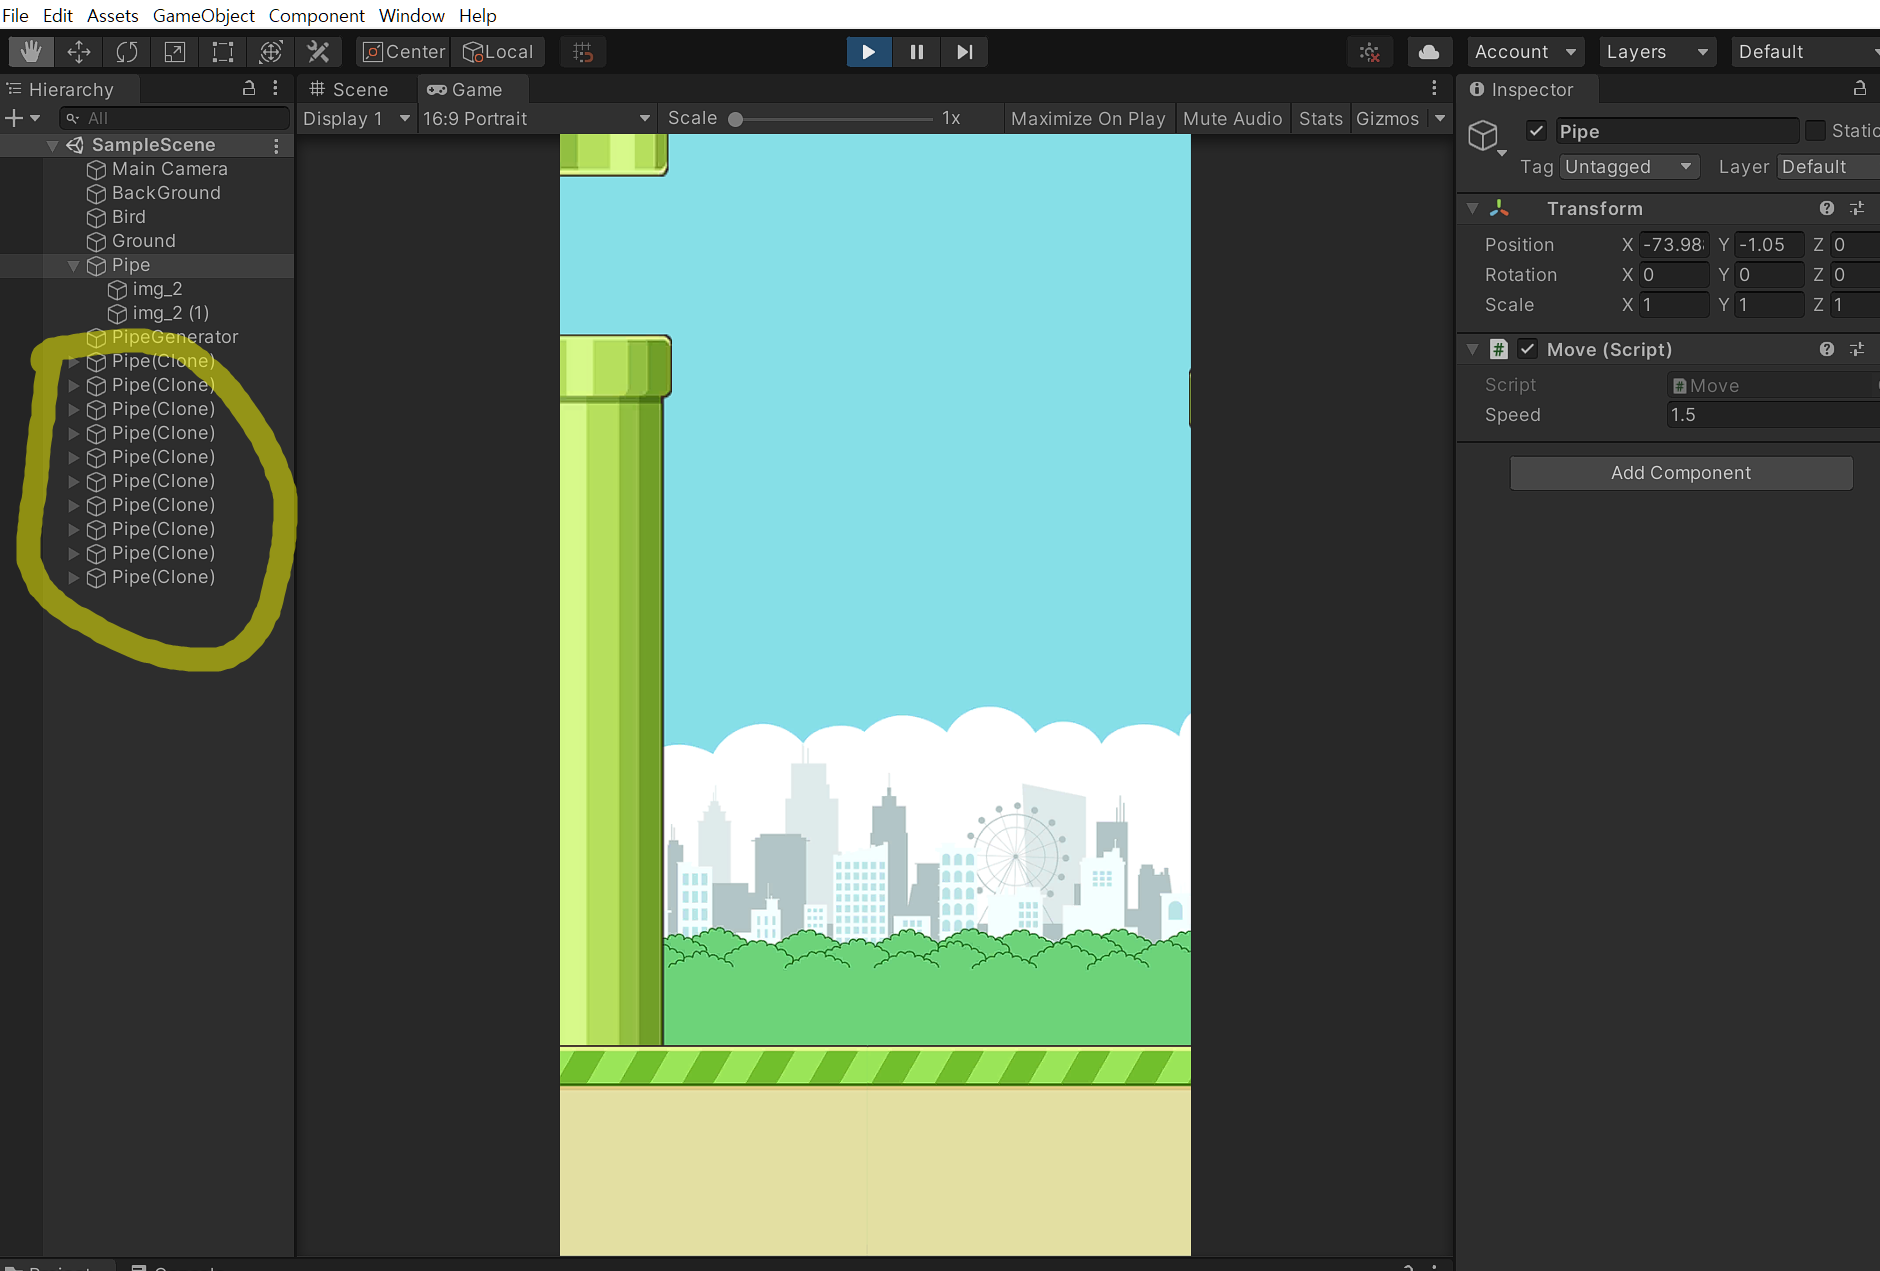 File Edit Assets GameObject Component Window Help
Center Local Account Layers Default
Hierarchy Scene Game Inspector
All Display 1 16:9 Portrait Scale 1x Maximize On Play Mute Audio Stats Gizmos
Pipe Static
SampleScene
Main Camera
Tag Untagged Layer Default
BackGround
Bird
Transform
Ground
Position X -73.98 Y -1.05 Z 0
Pipe
Rotation X 0 Y 0 Z 0
img_2
Scale X 1 Y 1 Z 1
img_2 (1)
PipeGenerator
Move (Script)
Pipe(Clone)
Pipe(Clone)
Script Move
Pipe(Clone)
Speed 1.5
Pipe(Clone)
Pipe(Clone)
Add Component
Pipe(Clone)
Pipe(Clone)
Pipe(Clone)
Pipe(Clone)
Pipe(Clone)